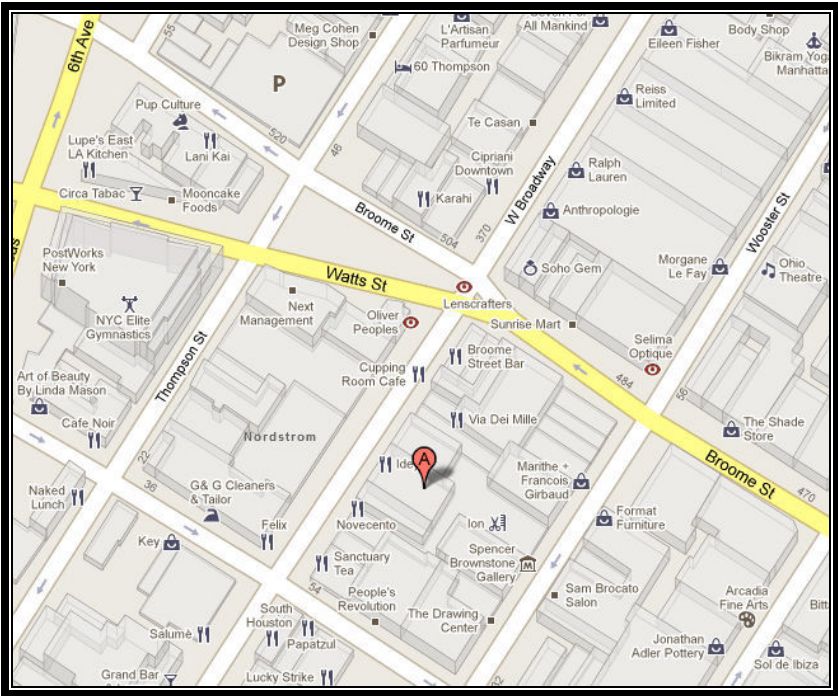 6th Ave
55
Meg Cohen
Design Shop
L'Artisan
Parfumeur
All Mankind
Eileen Fisher
Body Shop
Bikram Yog
Manhatta
60 Thompson
P
Reiss
Limited
Pup Culture
520
46
Te Casan
Lupe's East
LA Kitchen
Lani Kai
Cipriani
Downtown
Ralph
Lauren
W Broadway
Circa Tabac
Mooncake
Foods
Karahi
Anthropologie
Wooster St
Broome St
504
370
PostWorks
New York
Watts St
Soho Gem
Morgane
Le Fay
Ohio
Theatre
Next
Management
Lenscrafters
NYC Elite
Gymnastics
Oliver
Peoples
Sunrise Mart
Selima
Optique
Thompson St
Cupping
Room Cafe
Broome
Street Bar
484
56
Art of Beauty
By Linda Mason
Cafe Noir
Via Dei Mille
The Shade
Store
Nordstrom
22
36
Ide
A
Marithe +
Francois
Girbaud
Broome St
470
Naked
Lunch
G& G Cleaners
& Tailor
Felix
Novecento
Ion
Format
Furniture
Key
Sanctuary
Tea
Spencer
Brownstone
Gallery
54
People's
Revolution
The Drawing
Center
Sam Brocato
Salon
Arcadia
Fine Arts
Bitt
South
Houston
Salumè
Papatzul
Jonathan
Adler Pottery
Sol de Ibiza
Grand Bar
Lucky Strike
32